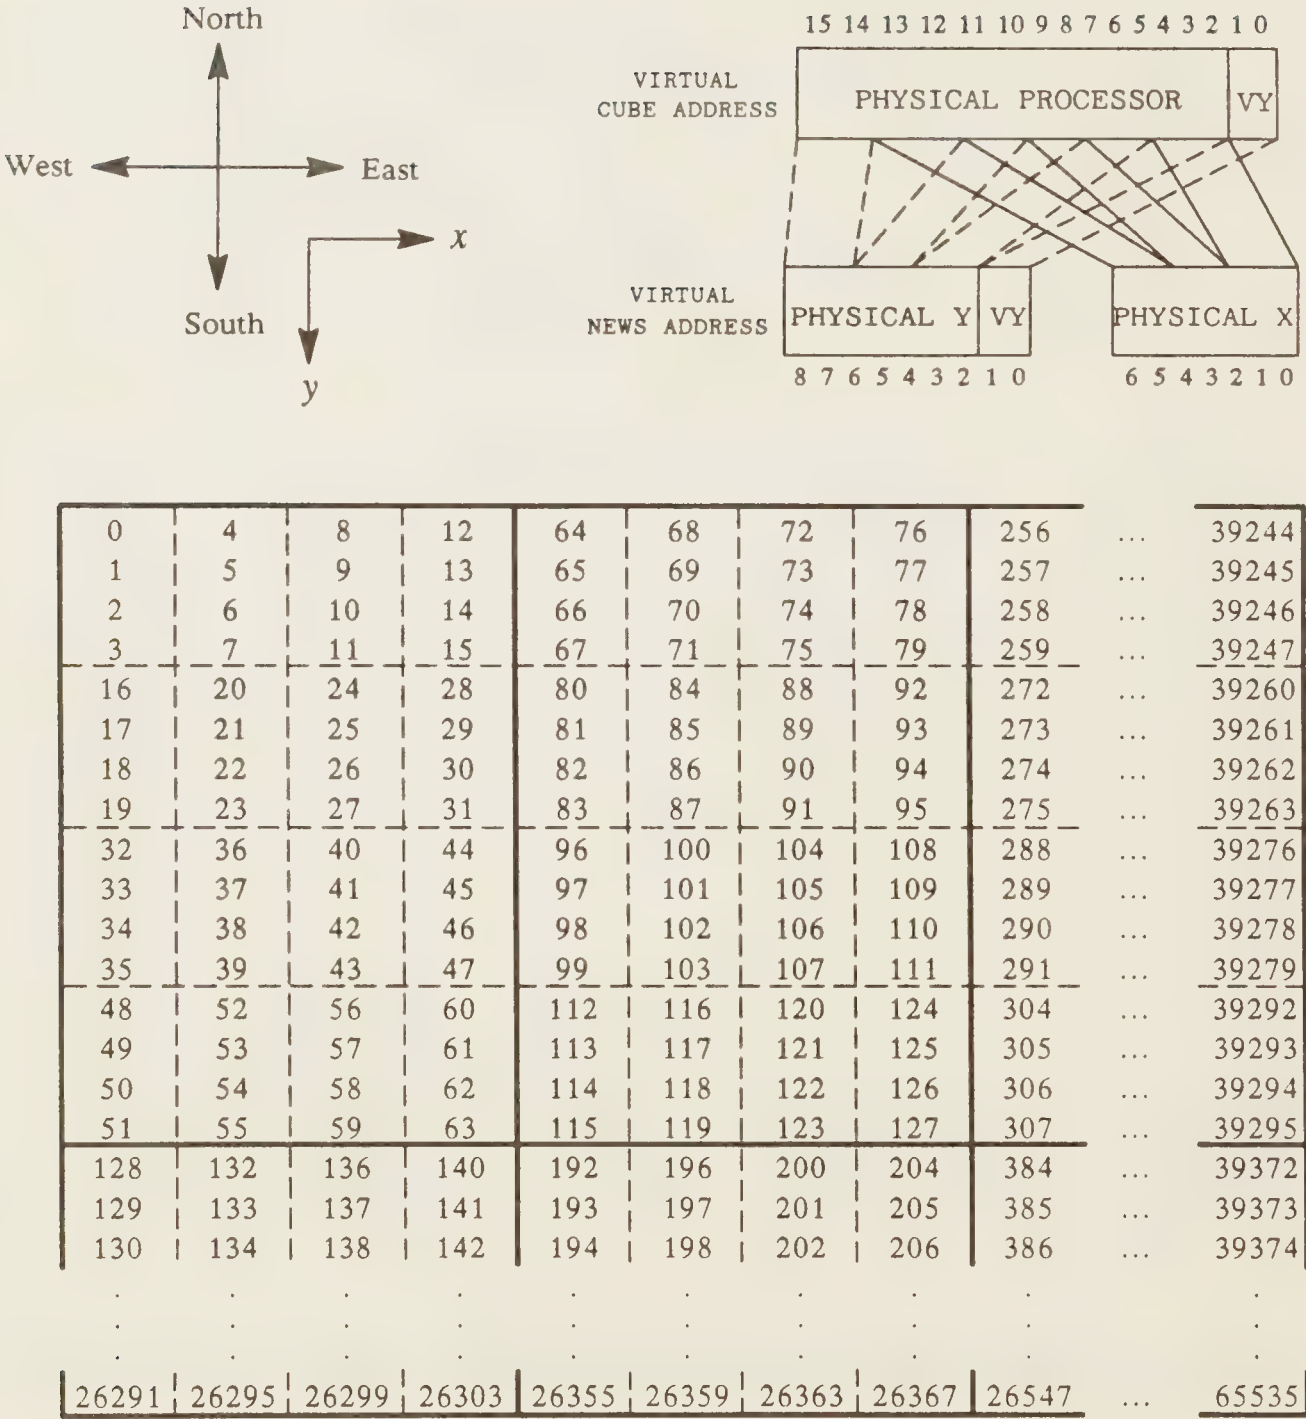 North
West
East
x
South
y
15 14 13 12 11 10 9 8 7 6 5 4 3 2 1 0
VIRTUAL
CUBE ADDRESS
PHYSICAL PROCESSOR VY
VIRTUAL
NEWS ADDRESS
PHYSICAL Y VY PHYSICAL X
8 7 6 5 4 3 2 1 0 6 5 4 3 2 1 0
0 4 8 12 64 68 72 76 256 ... 39244
1 5 9 13 65 69 73 77 257 ... 39245
2 6 10 14 66 70 74 78 258 ... 39246
3 7 11 15 67 71 75 79 259 ... 39247
16 20 24 28 80 84 88 92 272 ... 39260
17 21 25 29 81 85 89 93 273 ... 39261
18 22 26 30 82 86 90 94 274 ... 39262
19 23 27 31 83 87 91 95 275 ... 39263
32 36 40 44 96 100 104 108 288 ... 39276
33 37 41 45 97 101 105 109 289 ... 39277
34 38 42 46 98 102 106 110 290 ... 39278
35 39 43 47 99 103 107 111 291 ... 39279
48 52 56 60 112 116 120 124 304 ... 39292
49 53 57 61 113 117 121 125 305 ... 39293
50 54 58 62 114 118 122 126 306 ... 39294
51 55 59 63 115 119 123 127 307 ... 39295
128 132 136 140 192 196 200 204 384 ... 39372
129 133 137 141 193 197 201 205 385 ... 39373
130 134 138 142 194 198 202 206 386 ... 39374
. . . . . . . . . .
. . . . . . . . . .
. . . . . . . . . .
26291 26295 26299 26303 26355 26359 26363 26367 26547 ... 65535